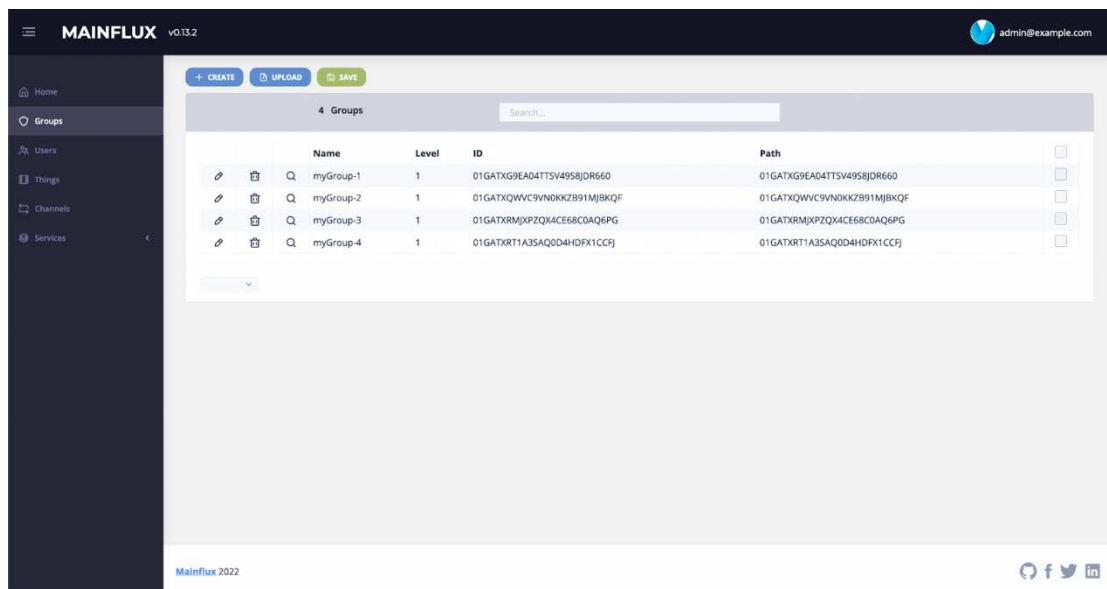 MAINFLUX v0.13.2
admin@example.com
+ CREATE
UPLOAD
SAVE
Home
Groups
Users
Things
Channels
Services
4 Groups
Search...
Name Level ID Path
myGroup-1 1 01GATXG9EA04TTSV49S8JDR660 01GATXG9EA04TTSV49S8JDR660
myGroup-2 1 01GATXQWVC9VN0KKZB91MJBKQF 01GATXQWVC9VN0KKZB91MJBKQF
myGroup-3 1 01GATXRMJXPZQX4CE68C0AQ6PG 01GATXRMJXPZQX4CE68C0AQ6PG
myGroup-4 1 01GATXRT1A3SAQ0D4HDFX1CCFJ 01GATXRT1A3SAQ0D4HDFX1CCFJ
Mainflux 2022